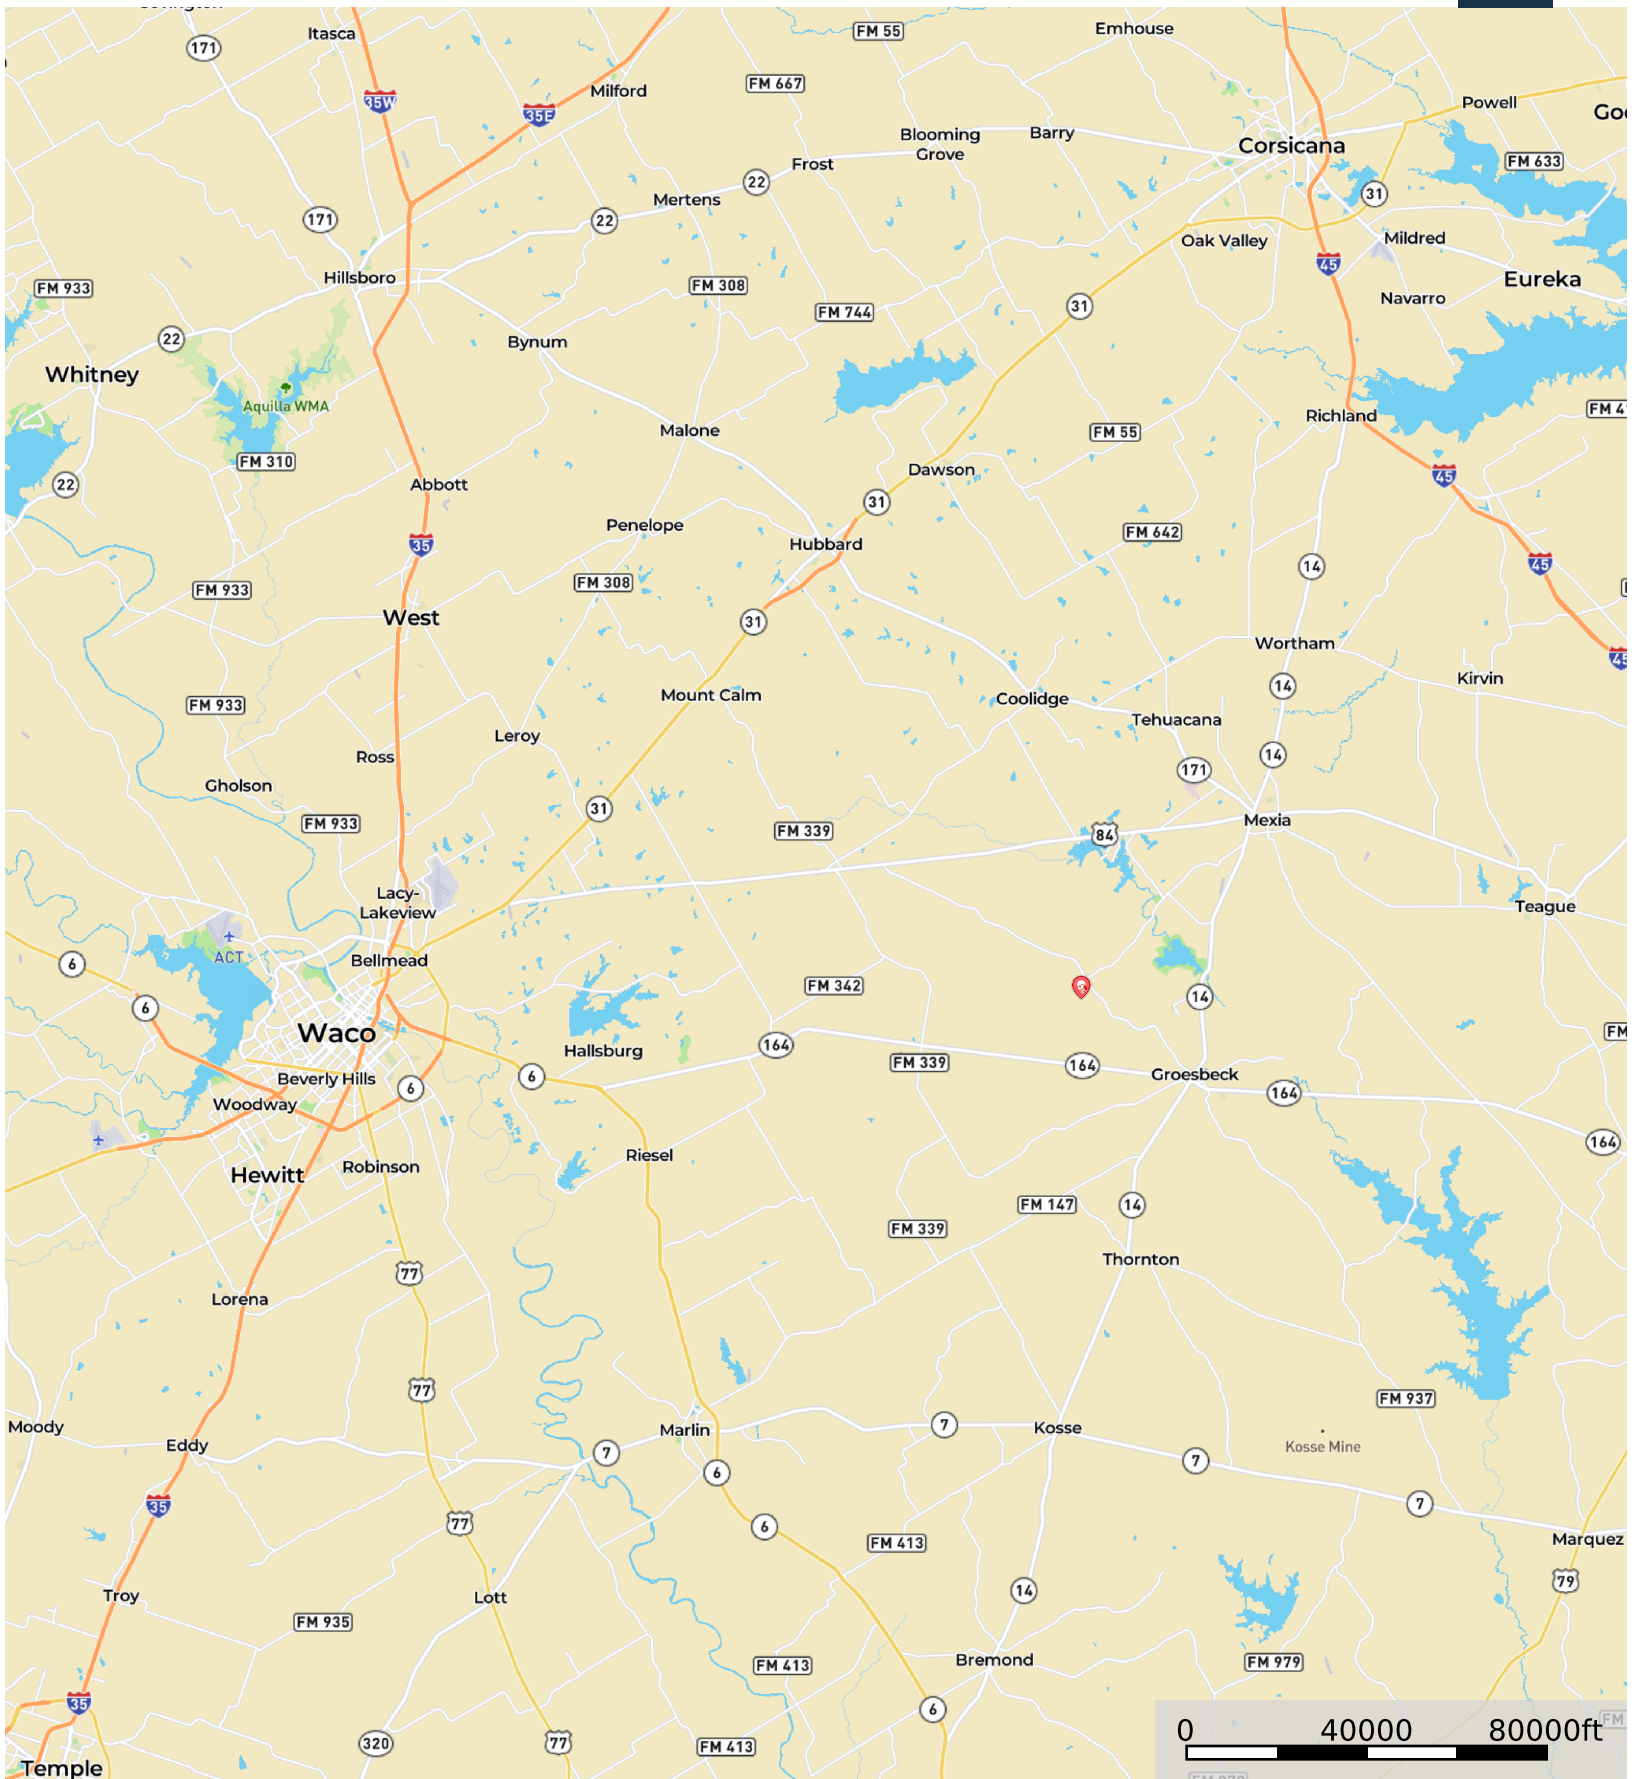 Itasca
FM 55
Emhouse
171
35W
35E
Milford
FM 667
Powell
Blooming
Grove
Barry
Corsicana
FM 633
Frost
22
Mertens
31
171
22
Oak Valley
Mildred
Hillsboro
45
Eureka
FM 933
FM 308
Navarro
31
FM 744
22
Bynum
Whitney
Aquilla WMA
Richland
Malone
FM 55
FM 310
Dawson
45
22
Abbott
31
Penelope
FM 642
35
Hubbard
45
14
FM 308
FM 933
West
31
Wortham
45
Kirvin
14
Mount Calm
Coolidge
FM 933
Tehuacana
Leroy
Ross
14
171
Gholson
31
Mexia
FM 933
FM 339
84
Lacy-
Lakeview
Teague
ACT
Bellmead
6
FM 342
14
6
Waco
164
Hallsburg
FM 339
164
6
Groesbeck
Beverly Hills
6
164
Woodway
164
Riesel
Hewitt
Robinson
FM 147
14
FM 339
Thornton
77
Lorena
77
FM 937
Moody
Marlin
7
Kosse
Eddy
7
Kosse Mine
7
6
35
7
77
6
Marquez
FM 413
79
Troy
Lott
14
FM 935
Bremond
FM 413
FM 979
35
6
320
77
FM 413
0 40000 80000ft
Temple